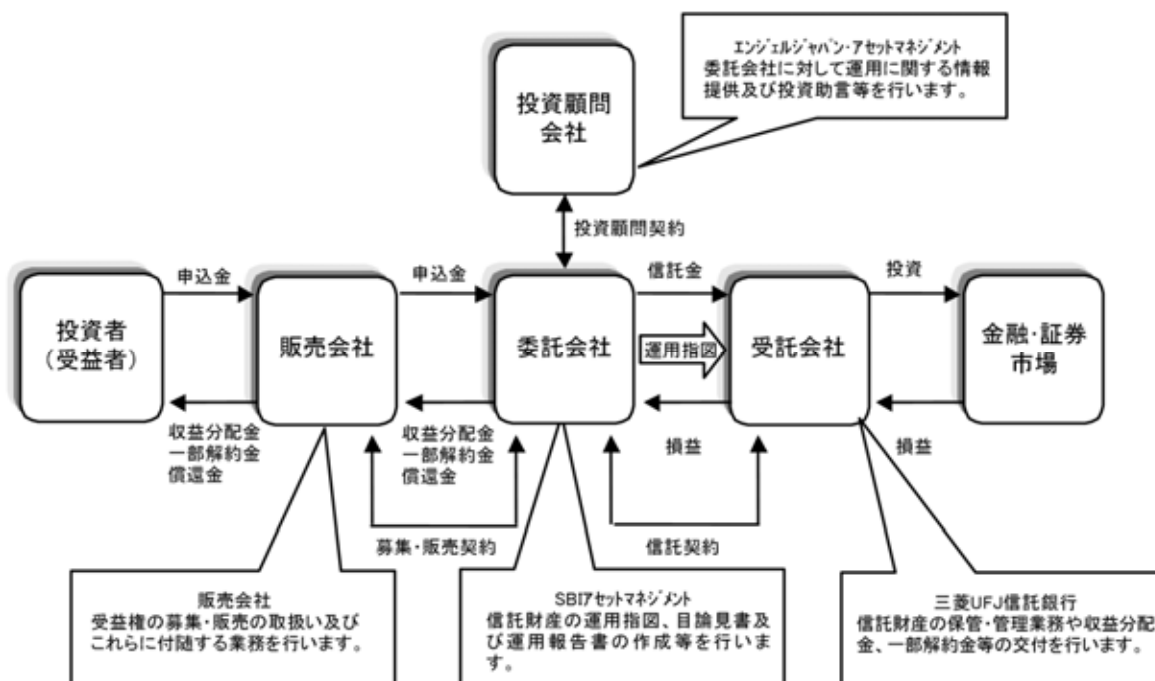 エンジェルジャパン・アセットマネジメント
委託会社に対して運用に関する情報
提供及び投資助言等を行います。
投資顧問
会社
投資顧問契約
申込金
申込金
信託金
投資
投資者
（受益者）
販売会社
委託会社
運用指図
受託会社
金融・証券
市場
収益分配金
一部解約金
償還金
収益分配金
一部解約金
償還金
損益
損益
募集・販売契約
信託契約
販売会社
受益権の募集・販売の取扱い及び
これらに付随する業務を行います。
SBIアセットマネジメント
信託財産の運用指図、目論見書及
び運用報告書の作成等を行いま
す。
三菱UFJ信託銀行
信託財産の保管・管理業務や収益分配
金、一部解約金等の交付を行います。